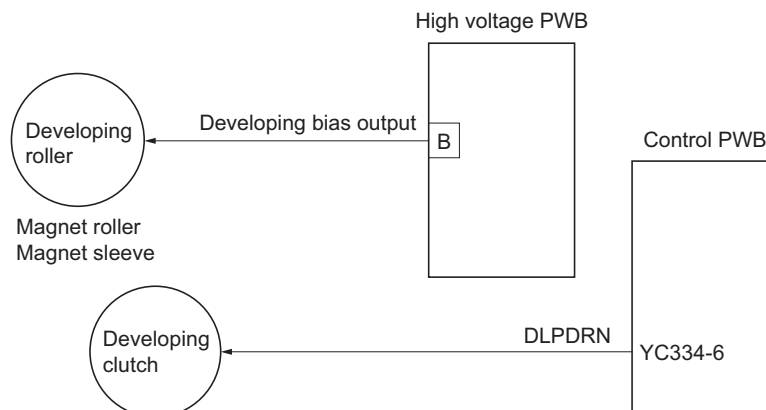 High voltage PWB
Developing
roller
Developing bias output
B
Control PWB
Magnet roller
Magnet sleeve
Developing
clutch
DLPDRN
YC334-6